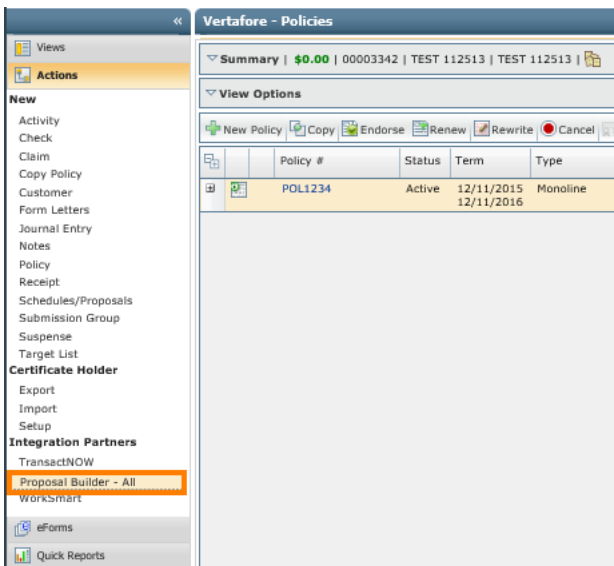 «
Vertafore - Policies
Views
Actions
New
Activity
Check
Claim
Copy Policy
Customer
Form Letters
Journal Entry
Notes
Policy
Receipt
Schedules/Proposals
Submission Group
Suspense
Target List
Certificate Holder
Export
Import
Setup
Integration Partners
TransactNOW
Proposal Builder - All
WorkSmart
eForms
Quick Reports
Summary | $0.00 | 00003342 | TEST 112513 | TEST 112513 |
View Options
New Policy Copy Endorse Renew Rewrite Cancel
Policy # Status Term Type
POL1234 Active 12/11/2015 Monoline
12/11/2016